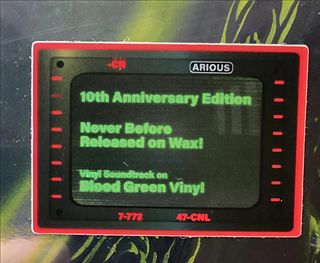 -CN
ARIOUS
10th Anniversary Edition
Never Before
Released on Wax!
Vinyl Soundtrack on
Blood Green Vinyl
7-772
47-CNL